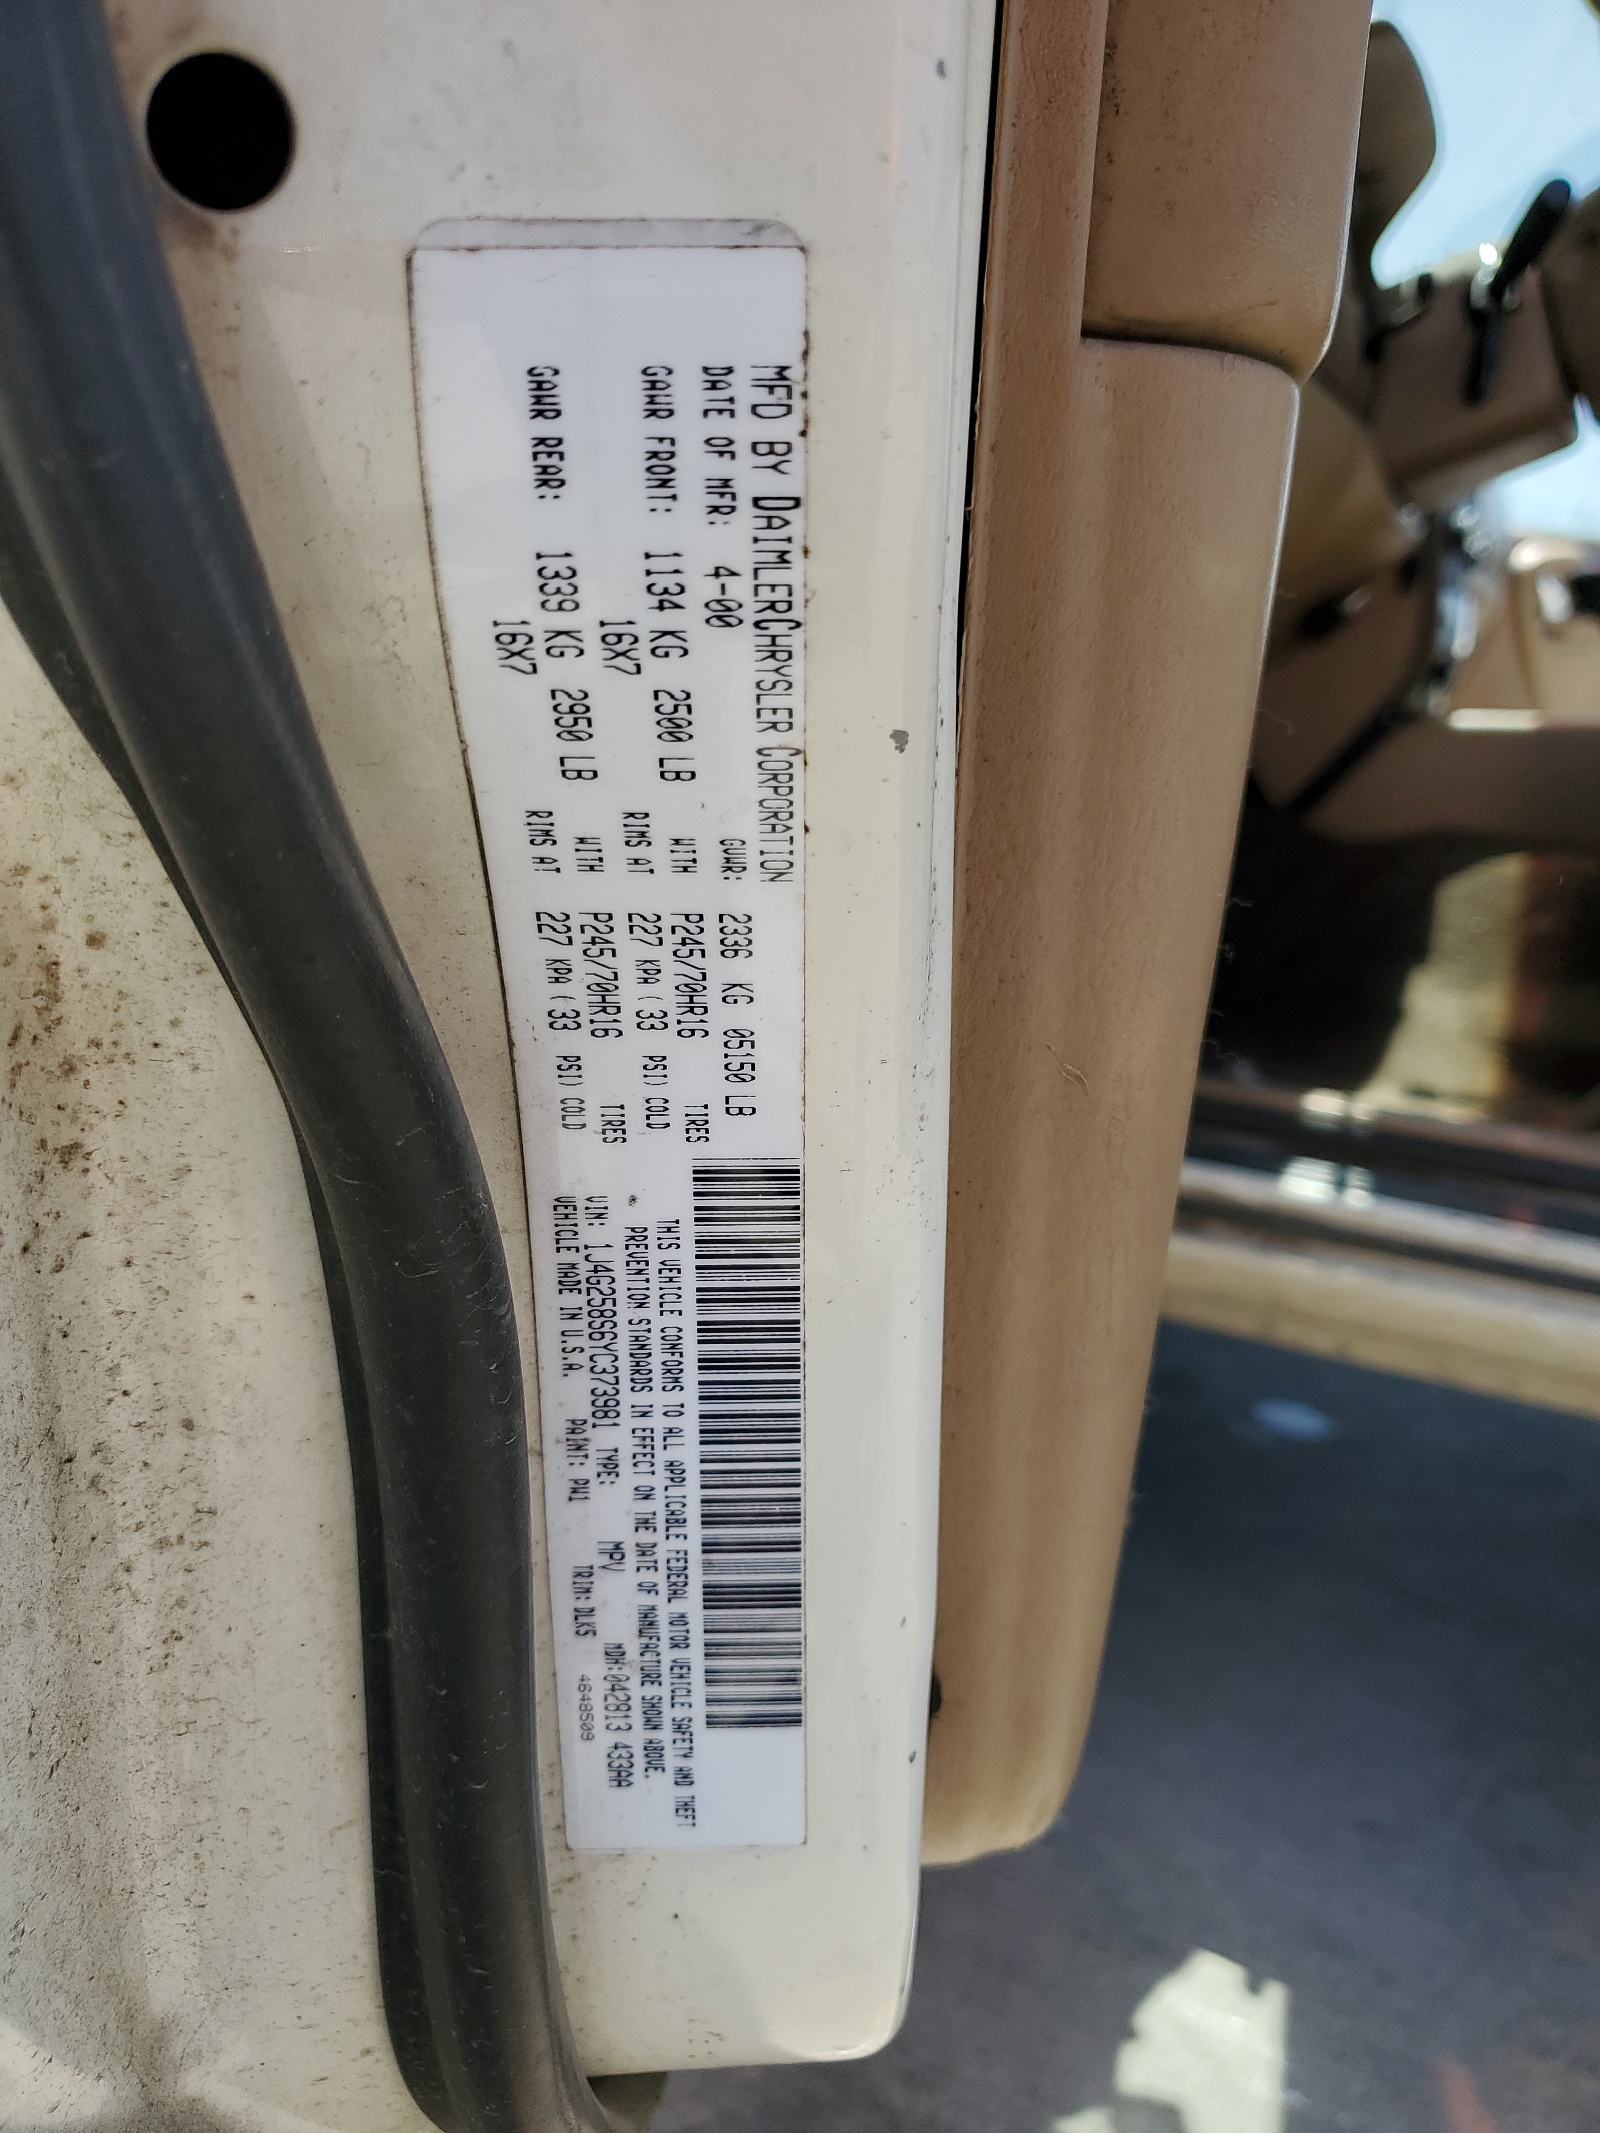 MFD BY DAIMLERCHRYSLER CORPORATION
DATE OF MFR: 4-00 GVWR: 2336 KG 05150 LB
GAWR FRONT: 1134 KG 2500 LB WITH P245/70HR16 TIRES
16X7 RIMS AT 227 KPA ( 33 PSI) COLD
GAWR REAR: 1339 KG 2950 LB WITH P245/70HR16 TIRES
16X7 RIMS AT 227 KPA ( 33 PSI) COLD
THIS VEHICLE CONFORMS TO ALL APPLICABLE FEDERAL MOTOR VEHICLE SAFETY AND THEFT
PREVENTION STANDARDS IN EFFECT ON THE DATE OF MANUFACTURE SHOWN ABOVE.
VIN: 1J4G258S6YC373981 TYPE: MPV MDH:042813 433AA
VEHICLE MADE IN U.S.A. PAINT: PW1 TRIM: DLK5 4648509